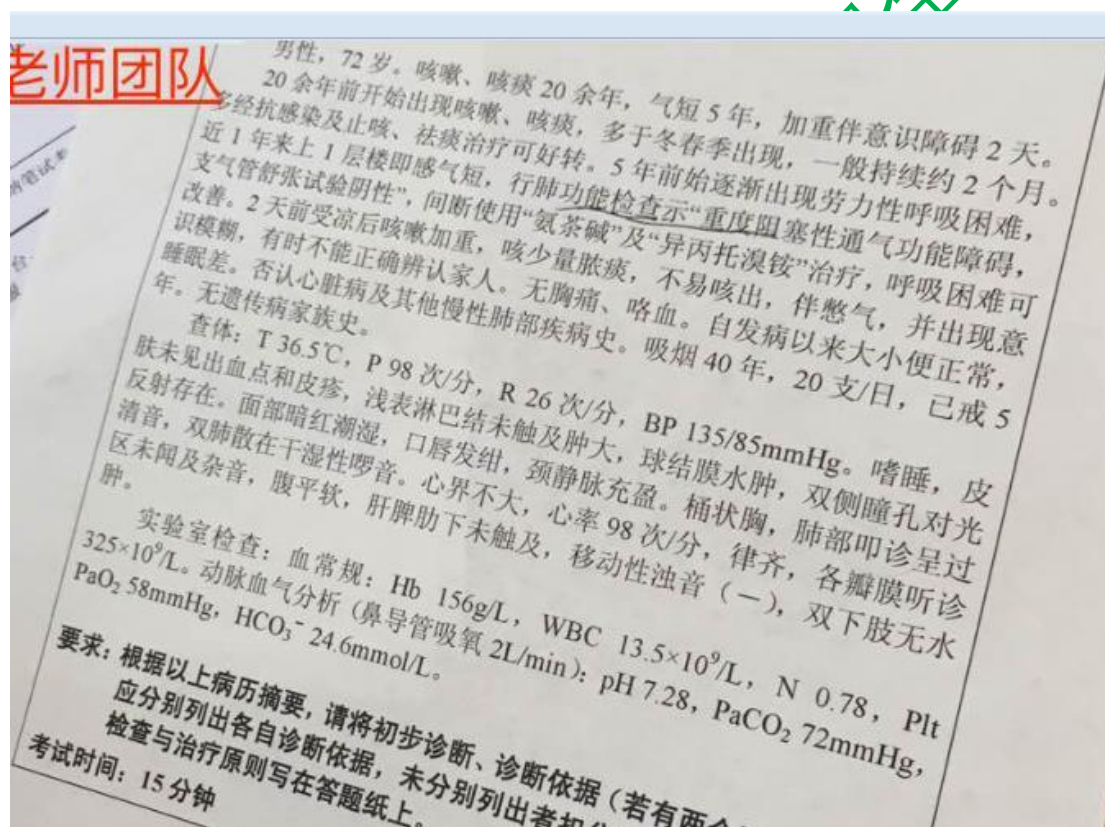 老师团队
男性，72 岁。咳嗽、咳痰 20 余年，气短 5 年，加重伴意识障碍 2 天。
20 余年前开始出现咳嗽、咳痰，多于冬春季出现，一般持续约 2 个月。
多经抗感染及止咳、祛痰治疗可好转。5 年前始逐渐出现劳力性呼吸困难，
近 1 年来上 1 层楼即感气短，行肺功能检查示“重度阻塞性通气功能障碍，
支气管舒张试验阴性”，间断使用“氨茶碱”及“异丙托溴铵”治疗，呼吸困难可
改善。2 天前受凉后咳嗽加重，咳少量脓痰，不易咳出，伴憋气，并出现意
识模糊，有时不能正确辨认家人。无胸痛、咯血。自发病以来大小便正常，
睡眠差。否认心脏病及其他慢性肺部疾病史。吸烟 40 年，20 支/日，已戒 5
年。无遗传病家族史。
查体：T 36.5℃，P 98 次/分，R 26 次/分，BP 135/85mmHg。嗜睡，皮
肤未见出血点和皮疹，浅表淋巴结未触及肿大，球结膜水肿，双侧瞳孔对光
反射存在。面部暗红潮湿，口唇发绀，颈静脉充盈。桶状胸，肺部叩诊呈过
清音，双肺散在干湿性啰音。心界不大，心率 98 次/分，律齐，各瓣膜听诊
区未闻及杂音，腹平软，肝脾肋下未触及，移动性浊音（－），双下肢无水
肿。
实验室检查：血常规：Hb 156g/L，WBC 13.5×10⁹/L，N 0.78，Plt
325×10⁹/L。动脉血气分析（鼻导管吸氧 2L/min）：pH 7.28，PaCO₂ 72mmHg，
PaO₂ 58mmHg，HCO₃⁻ 24.6mmol/L。
要求：根据以上病历摘要，请将初步诊断、诊断依据（若有两个
应分别列出各自诊断依据，未分别列出者扣分
检查与治疗原则写在答题纸上。
考试时间：15 分钟